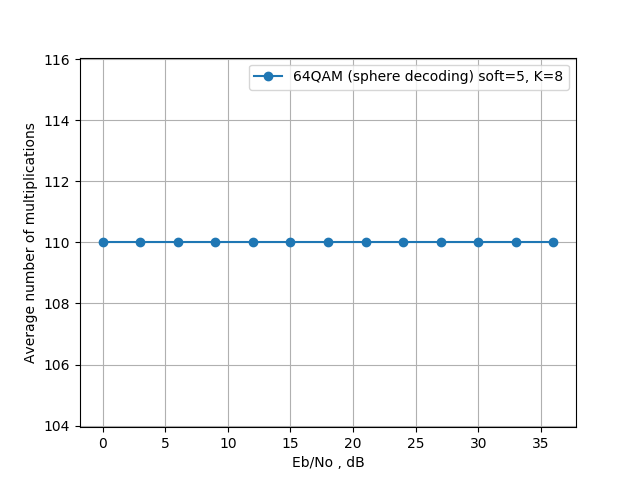 64QAM (sphere decoding) soft=5, K=8
Average number of multiplications
116
114
112
110
108
106
104
0 5 10 15 20 25 30 35
Eb/No , dB